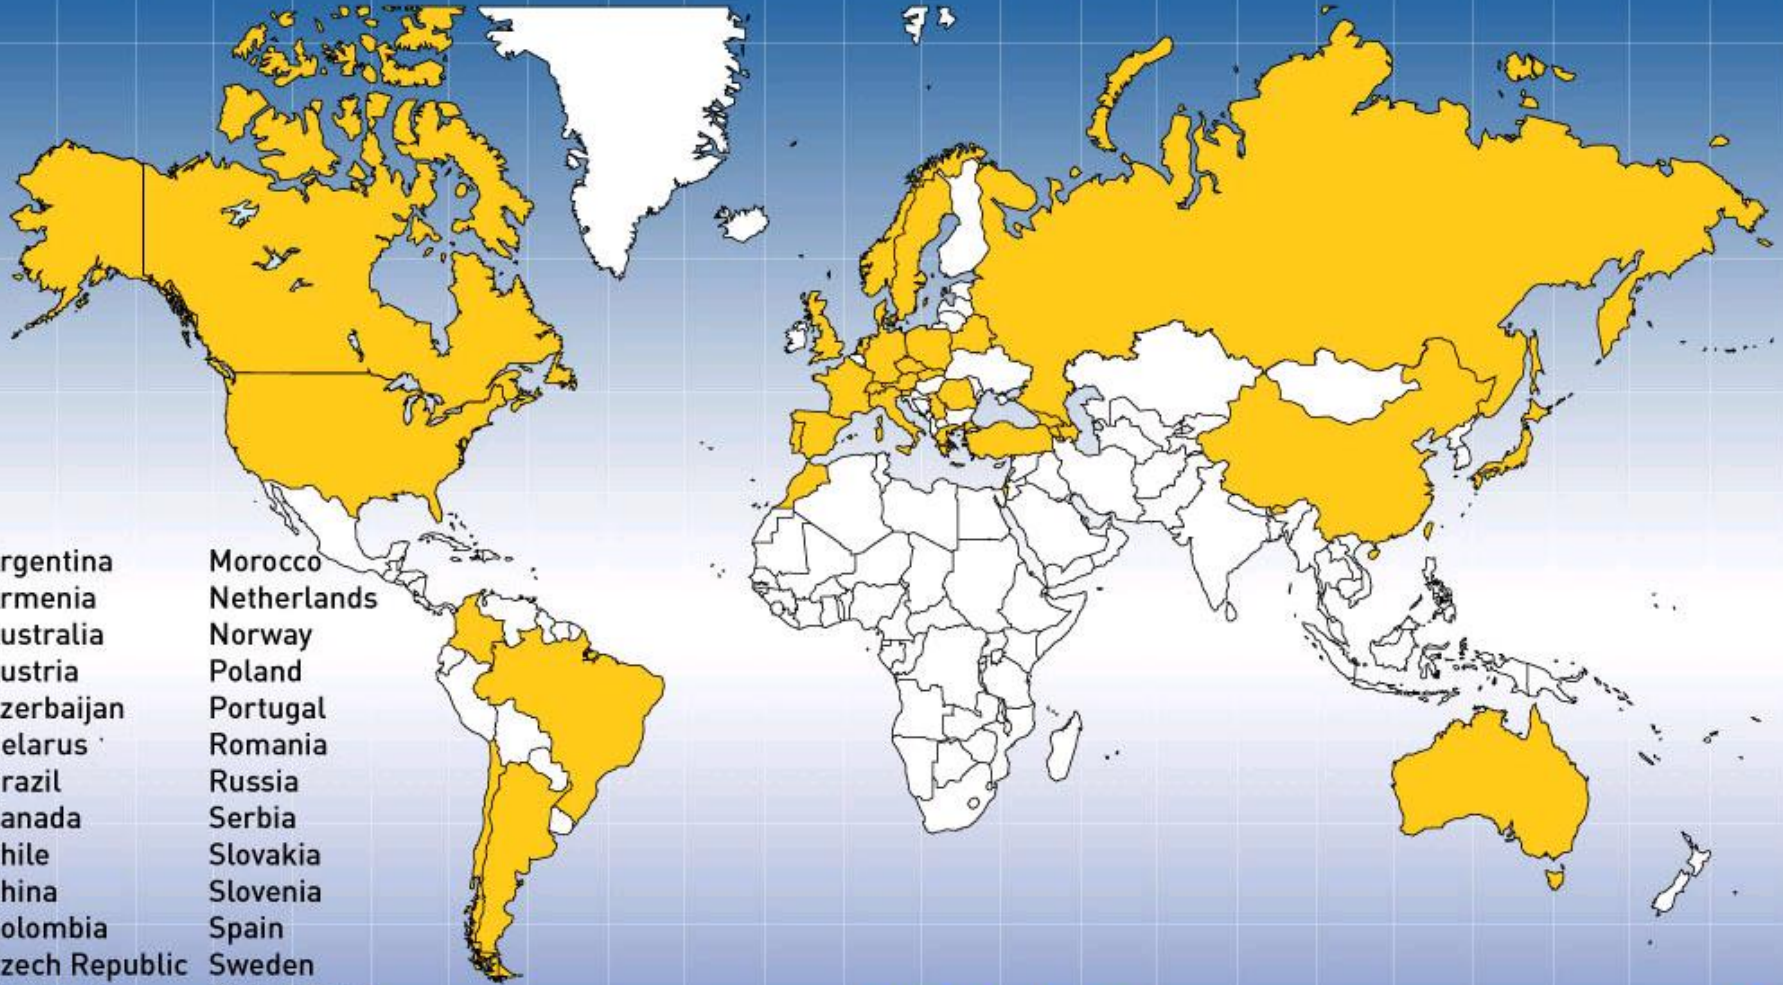 rgentina
rmenia
ustralia
ustria
zerbaijan
elarus
razil
anada
hile
hina
olombia
zech Republic
Morocco
Netherlands
Norway
Poland
Portugal
Romania
Russia
Serbia
Slovakia
Slovenia
Spain
Sweden